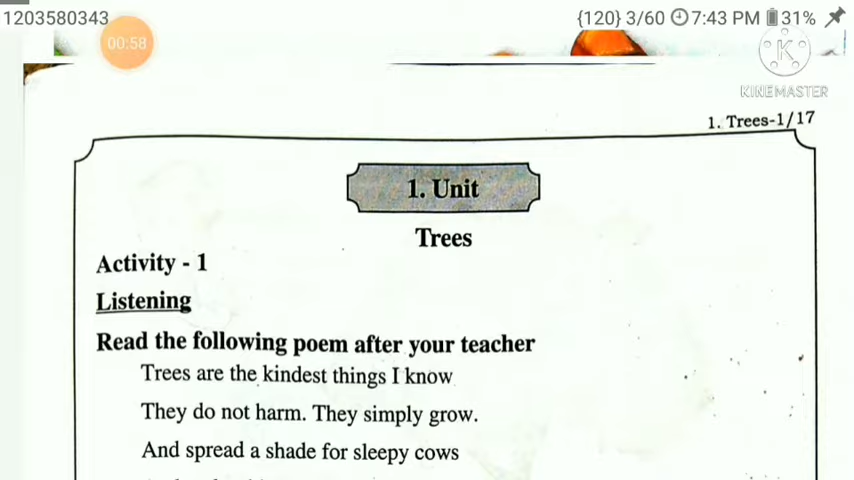 1203580343
{120} 3/60 7:43 PM 31%
00:58
K
KINEMASTER
1. Trees-1/17
1. Unit
Trees
Activity - 1
Listening
Read the following poem after your teacher
Trees are the kindest things I know
They do not harm. They simply grow.
And spread a shade for sleepy cows